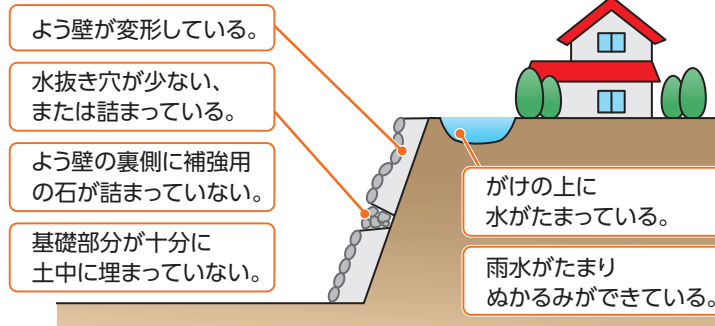 よう壁が変形している。
水抜き穴が少ない、
または詰まっている。
よう壁の裏側に補強用
の石が詰まっていない。
基礎部分が十分に
土中に埋まっていない。
がけの上に
水がたまっている。
雨水がたまり
ぬかるみができている。